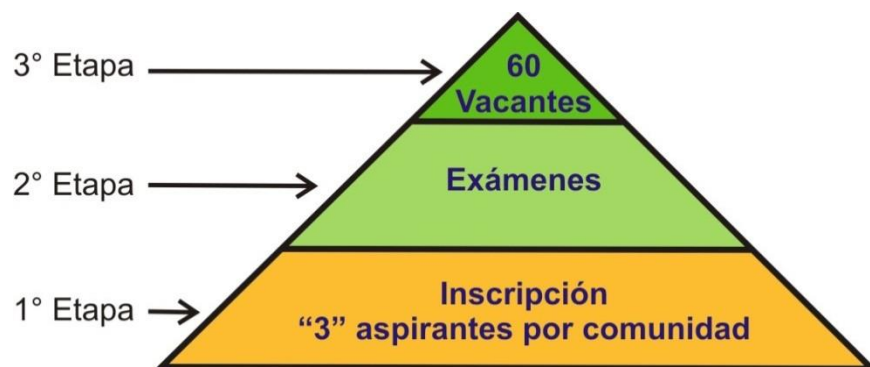 3° Etapa
60
Vacantes
2° Etapa
Exámenes
1° Etapa
Inscripción
“3” aspirantes por comunidad